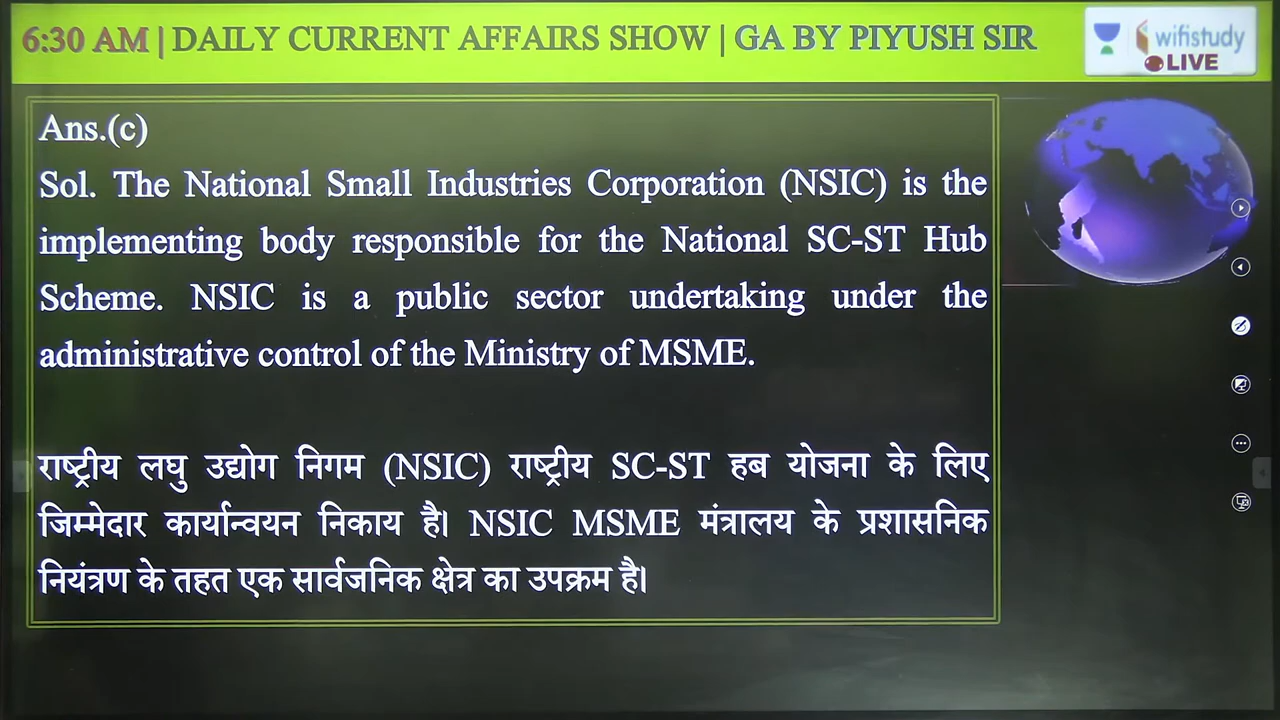 6:30 AM | DAILY CURRENT AFFAIRS SHOW | GA BY PIYUSH SIR
wifistudy
LIVE
Ans.(c)
Sol. The National Small Industries Corporation (NSIC) is the
implementing body responsible for the National SC-ST Hub
Scheme. NSIC is a public sector undertaking under the
administrative control of the Ministry of MSME.
राष्ट्रीय लघु उद्योग निगम (NSIC) राष्ट्रीय SC-ST हब योजना के लिए
जिम्मेदार कार्यान्वयन निकाय है। NSIC MSME मंत्रालय के प्रशासनिक
नियंत्रण के तहत एक सार्वजनिक क्षेत्र का उपक्रम है।